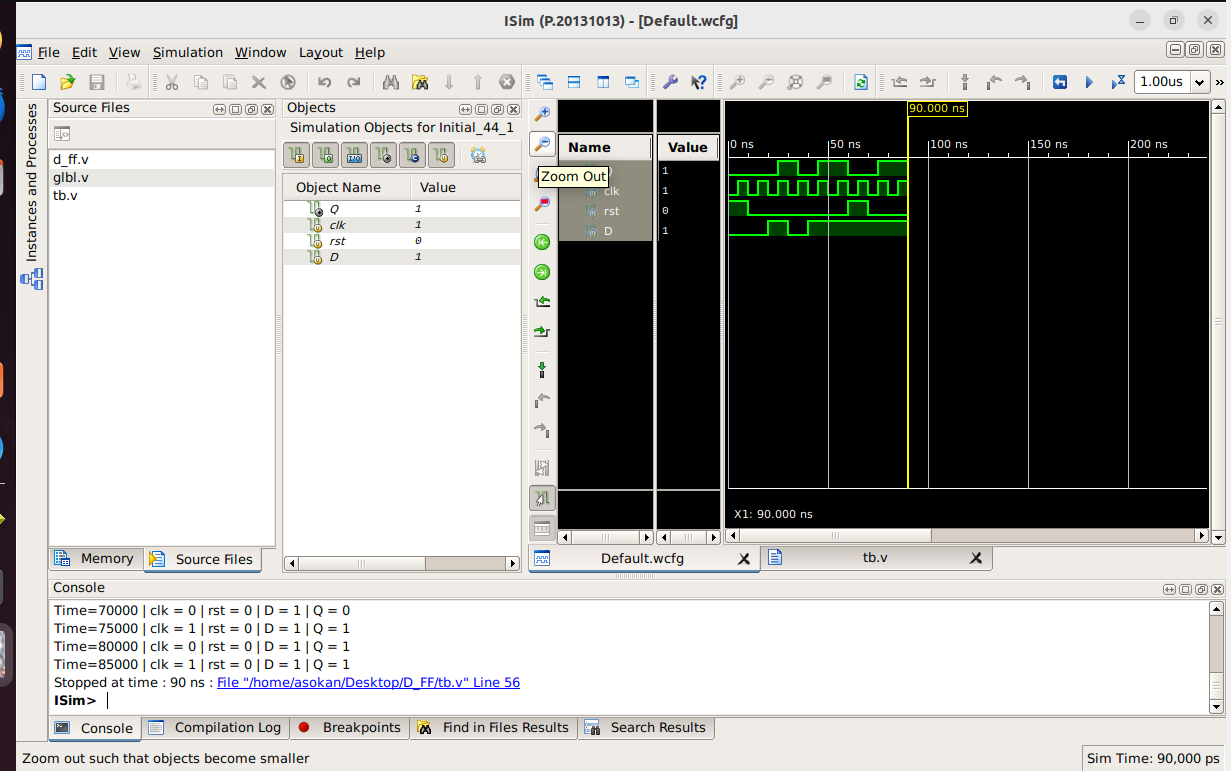 ISim (P.20131013) - [Default.wcfg]
File Edit View Simulation Window Layout Help
1.00us »
Instances and Processes
Source Files
d_ff.v
glbl.v
tb.v
Memory Source Files
Objects
Simulation Objects for Initial_44_1
Object Name Value
Q 1
clk 1
rst 0
D 1
Zoom Out
Name Value
1
clk 1
rst 0
D 1
90.000 ns
0 ns 50 ns 100 ns 150 ns 200 ns
X1: 90.000 ns
Default.wcfg tb.v
Console
Time=70000 | clk = 0 | rst = 0 | D = 1 | Q = 0
Time=75000 | clk = 1 | rst = 0 | D = 1 | Q = 1
Time=80000 | clk = 0 | rst = 0 | D = 1 | Q = 1
Time=85000 | clk = 1 | rst = 0 | D = 1 | Q = 1
Stopped at time : 90 ns : File "/home/asokan/Desktop/D_FF/tb.v" Line 56
ISim>
Console Compilation Log Breakpoints Find in Files Results Search Results
Zoom out such that objects become smaller
Sim Time: 90,000 ps